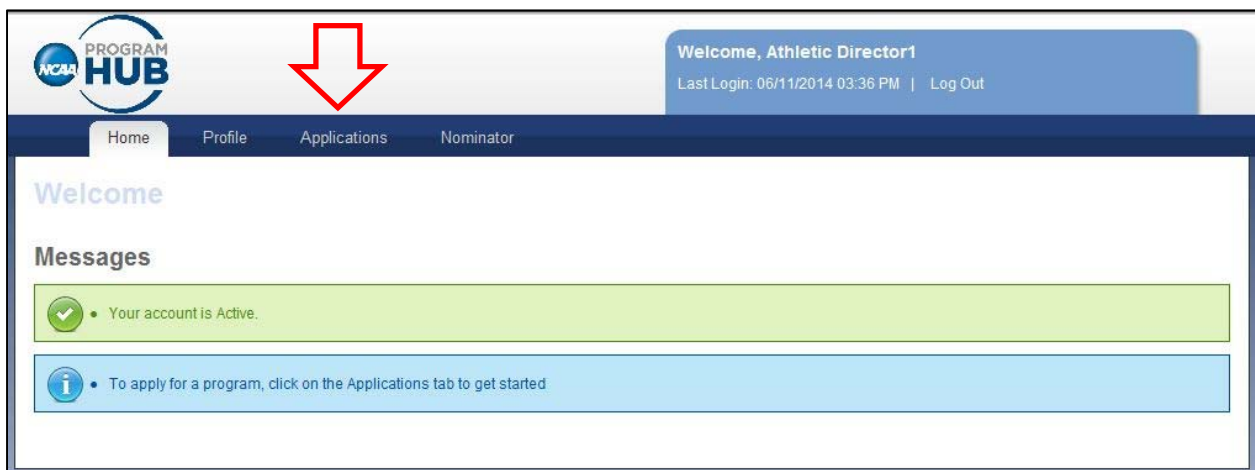 NCAA
PROGRAM
HUB
Welcome, Athletic Director1
Last Login: 06/11/2014 03:36 PM | Log Out
Home Profile Applications Nominator
Welcome
Messages
• Your account is Active.
i • To apply for a program, click on the Applications tab to get started